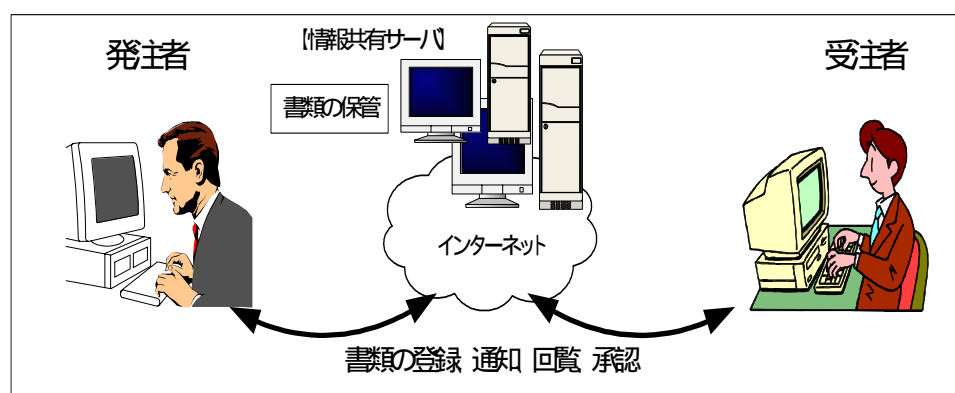 発注者
【情報共有サーバ】
受注者
書類の保管
インターネット
書類の登録、通知、回覧、承認